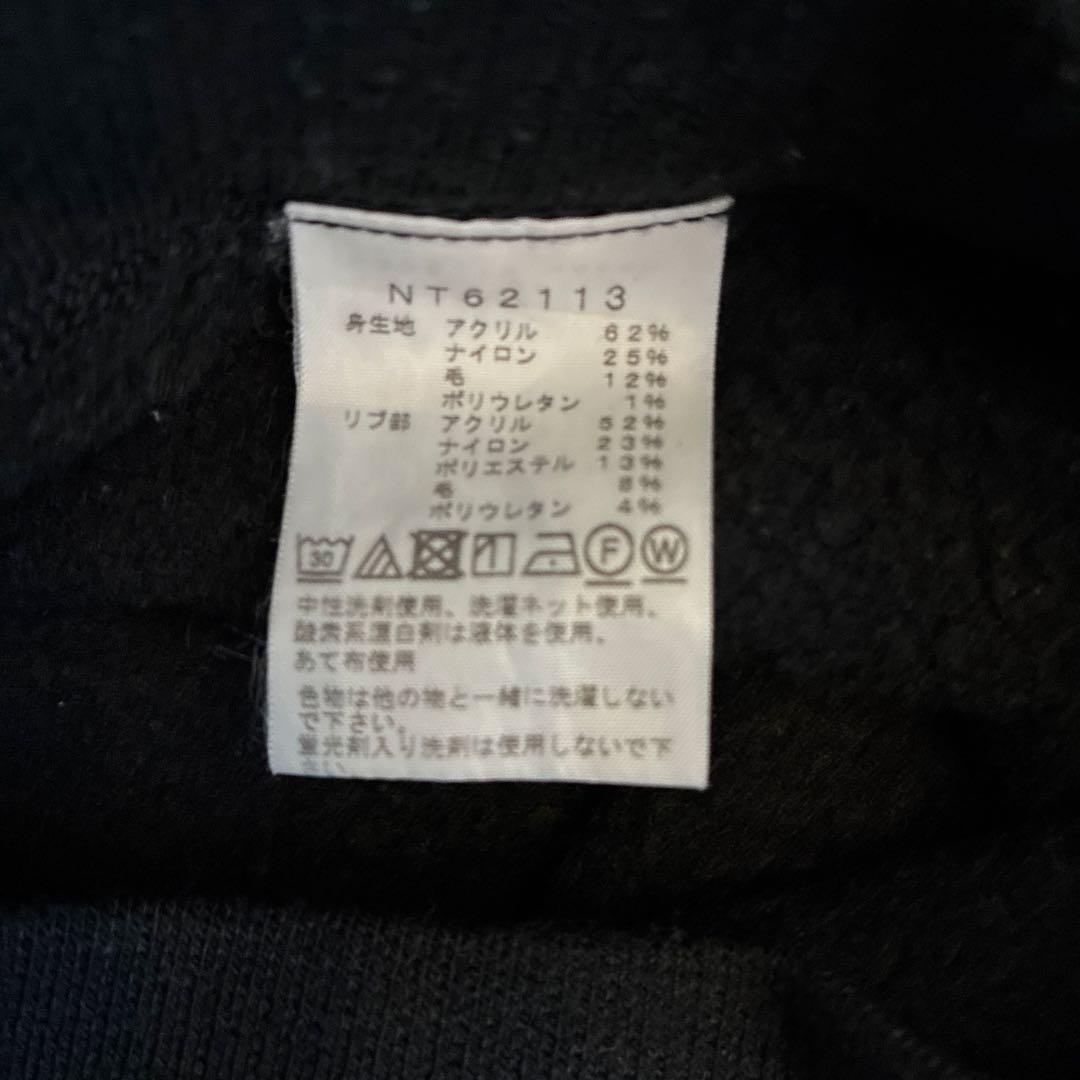 NT62113
身生地 アクリル 62%
ナイロン 25%
毛 12%
ポリウレタン 1%
リブ部 アクリル 52%
ナイロン 23%
ポリエステル 13%
毛 8%
ポリウレタン 4%
30 F W
中性洗剤使用、洗濯ネット使用、
酸素系漂白剤は液体を使用、
あて布使用
色物は他の物と一緒に洗濯しない
で下さい。
蛍光剤入り洗剤は使用しないで下
さい。